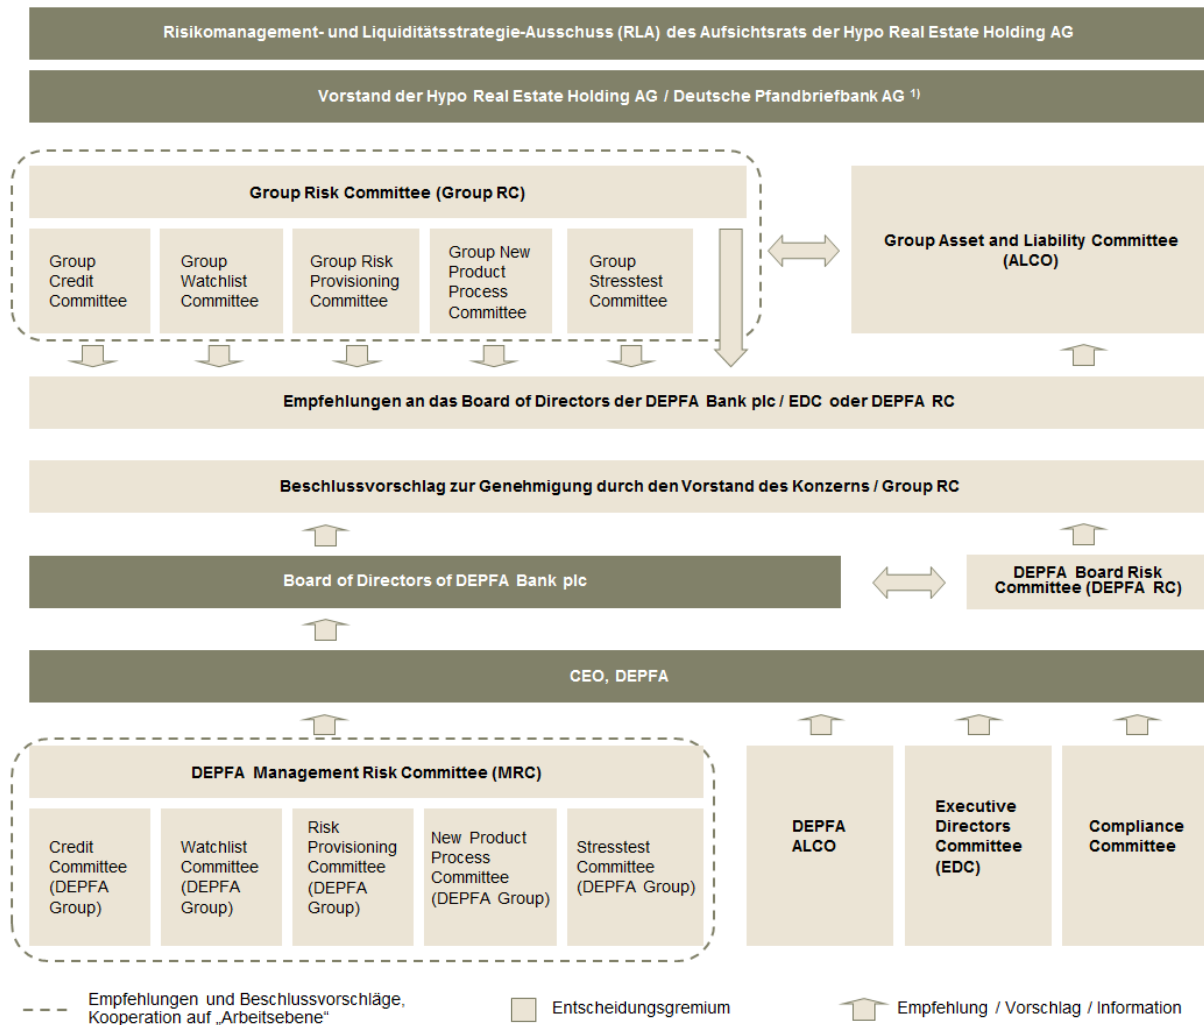 Risikomanagement- und Liquiditätsstrategie-Ausschuss (RLA) des Aufsichtsrats der Hypo Real Estate Holding AG
Vorstand der Hypo Real Estate Holding AG / Deutsche Pfandbriefbank AG 1)
Group Risk Committee (Group RC)
Group
Credit
Committee
Group
Watchlist
Committee
Group Risk
Provisioning
Committee
Group New
Product
Process
Committee
Group
Stresstest
Committee
Group Asset and Liability Committee
(ALCO)
Empfehlungen an das Board of Directors der DEPFA Bank plc / EDC oder DEPFA RC
Beschlussvorschlag zur Genehmigung durch den Vorstand des Konzerns / Group RC
Board of Directors of DEPFA Bank plc
DEPFA Board Risk
Committee (DEPFA RC)
CEO, DEPFA
DEPFA Management Risk Committee (MRC)
Credit
Committee
(DEPFA
Group)
Watchlist
Committee
(DEPFA
Group)
Risk
Provisioning
Committee
(DEPFA
Group)
New Product
Process
Committee
(DEPFA Group)
Stresstest
Committee
(DEPFA Group)
DEPFA
ALCO
Executive
Directors
Committee
(EDC)
Compliance
Committee
Empfehlungen und Beschlussvorschläge,
Kooperation auf „Arbeitsebene“
Entscheidungsgremium
Empfehlung / Vorschlag / Information